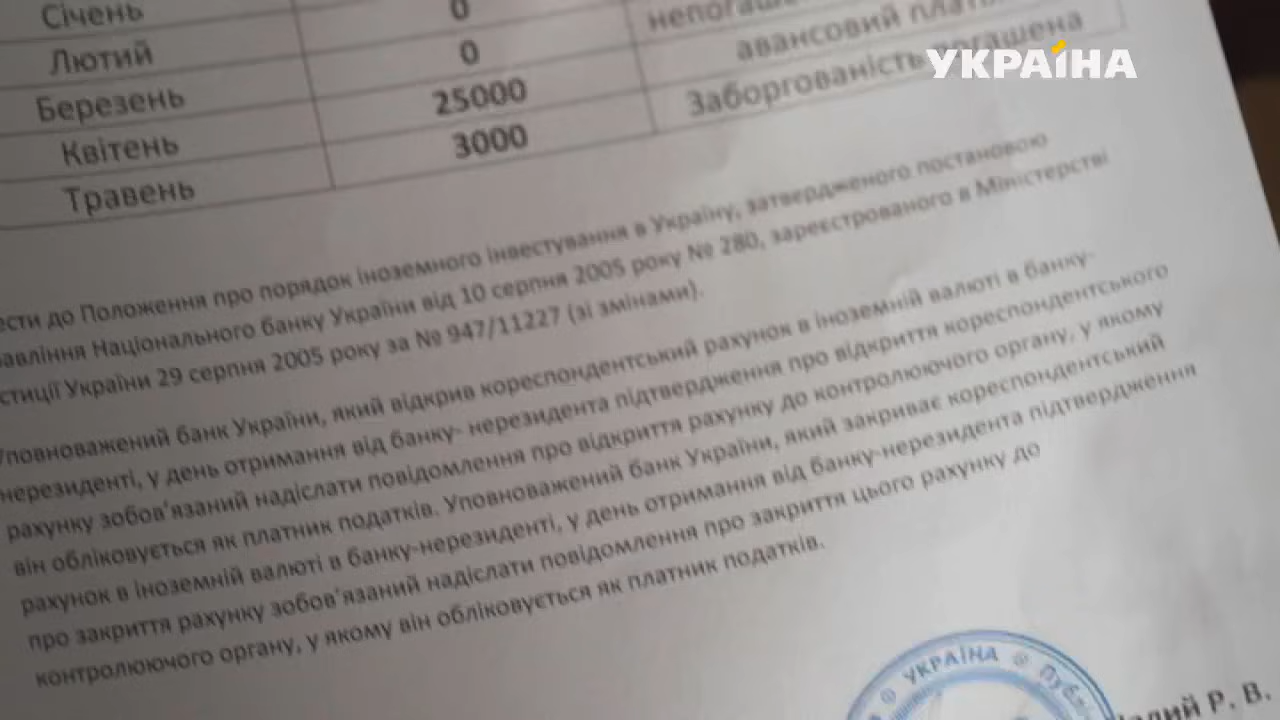 Січень 0
Лютий 0 авансовий
Березень 25000 Заборгованість погашена
Квітень 3000
Травень
УКРАЇНА
до Положення про порядок іноземного інвестування в Україну, затвердженого постановою
Національного банку України від 10 серпня 2005 року № 280, зареєстрованого в Міністерстві
України 29 серпня 2005 року за № 947/11227 (зі змінами).
Уповноважений банк України, який відкрив кореспондентський рахунок в іноземній валюті в банку-
нерезиденті, у день отримання від банку- нерезидента підтвердження про відкриття кореспондентського
рахунку зобов'язаний надіслати повідомлення про відкриття рахунку до контролюючого органу, у якому
він обліковується як платник податків. Уповноважений банк України, який закриває кореспондентський
рахунок в іноземній валюті в банку-нерезиденті, у день отримання від банку-нерезидента підтвердження
про закриття рахунку зобов'язаний надіслати повідомлення про закриття цього рахунку до
контролюючого органу, у якому він обліковується як платник податків.
УКРАЇНА
Р. В.